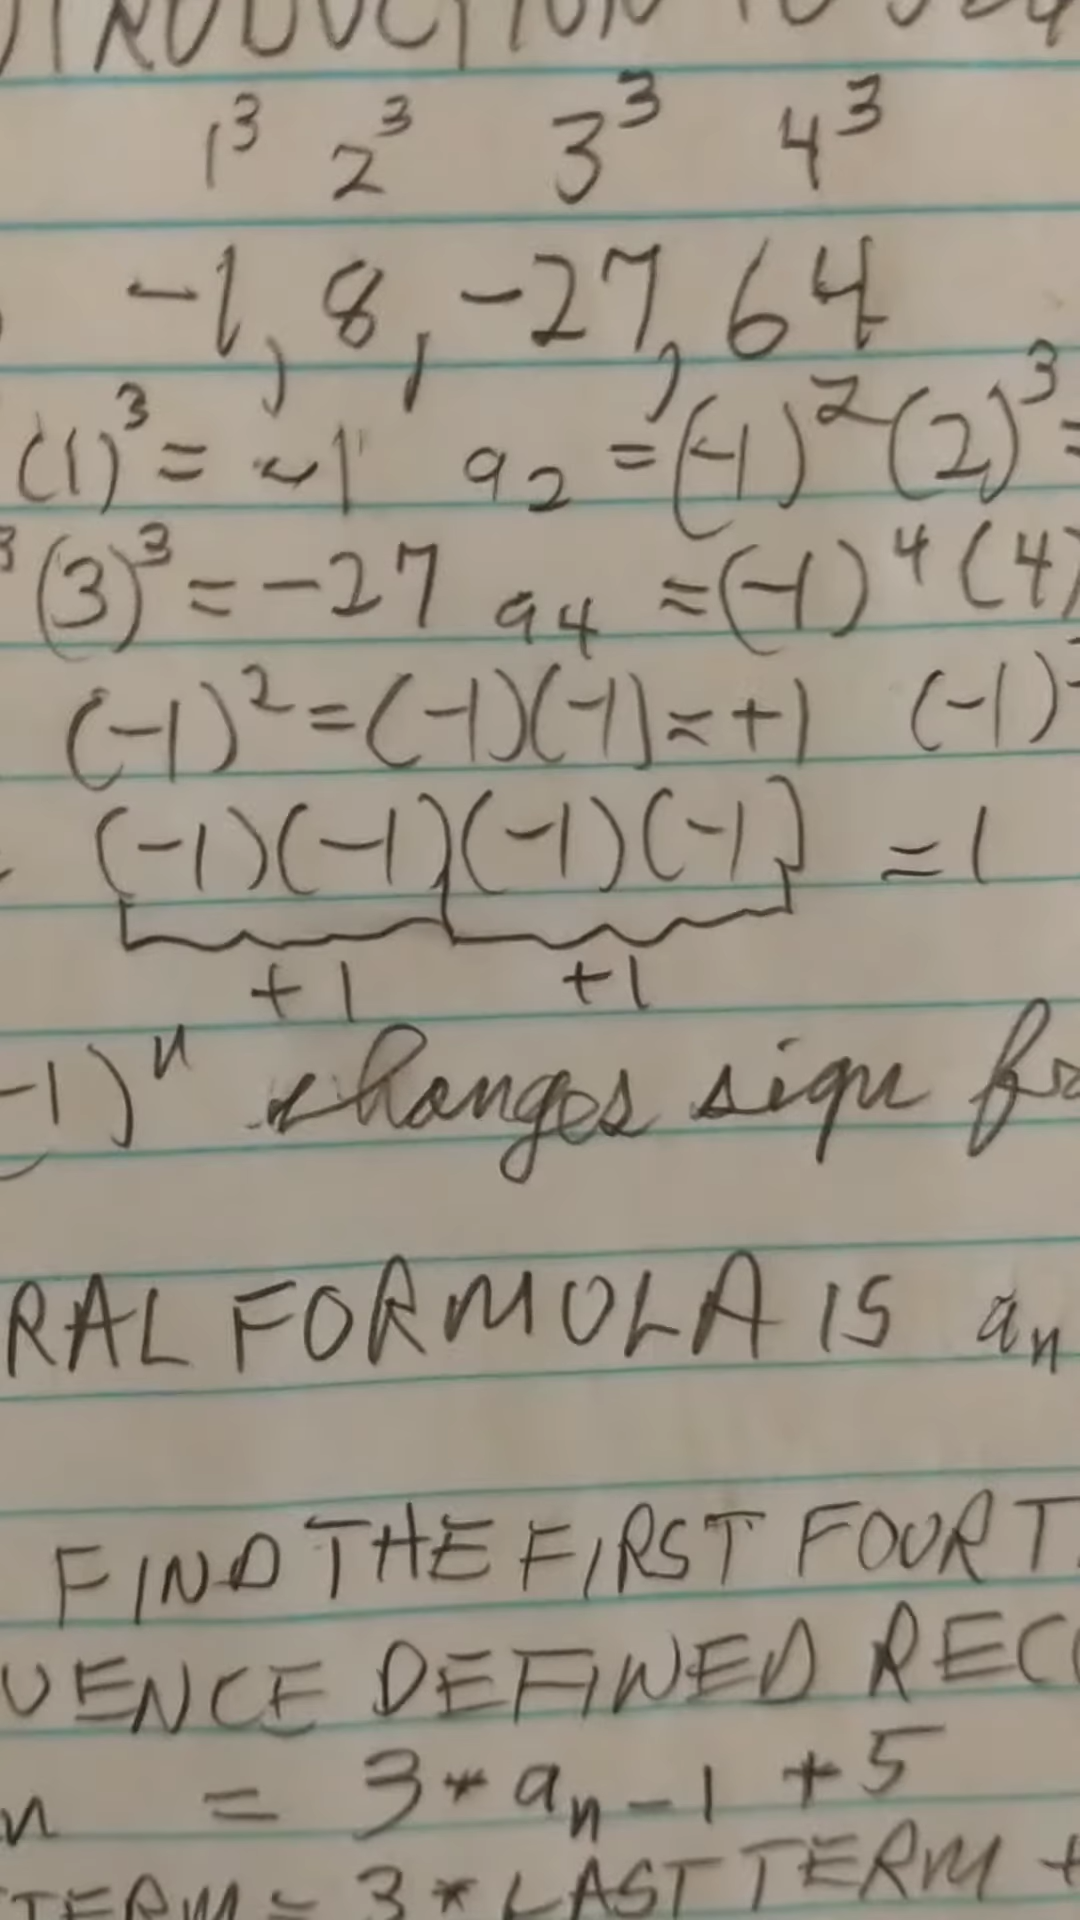 1³ 2³ 3³ 4³
-1, 8, -27, 64
(1)³ = -1 a₂ = (-1)²(2)³ =
³(3)³ = -27 a₄ = (-1)⁴(4)
(-1)² = (-1)(-1) = +1 (-1)
(-1)(-1)(-1)(-1) = 1
+1 +1
-1)ⁿ changes sign
RAL FORMULA IS aₙ
FIND THE FIRST FOUR T
UENCE DEFINED REC
n = 3*aₙ-1 +5
TERM = 3 * LAST TERM +